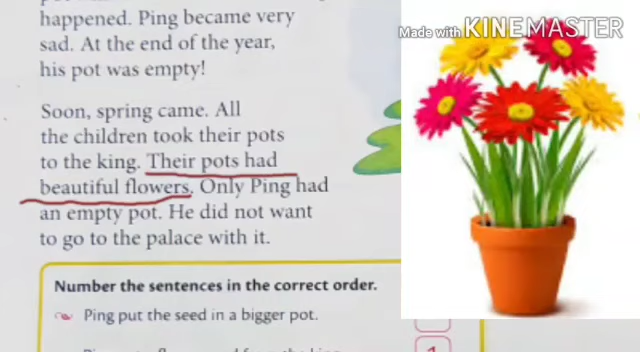 happened. Ping became very
sad. At the end of the year,
his pot was empty!
Soon, spring came. All
the children took their pots
to the king. Their pots had
beautiful flowers. Only Ping had
an empty pot. He did not want
to go to the palace with it.
Number the sentences in the correct order.
Ping put the seed in a bigger pot.
1
Made with KINEMASTER